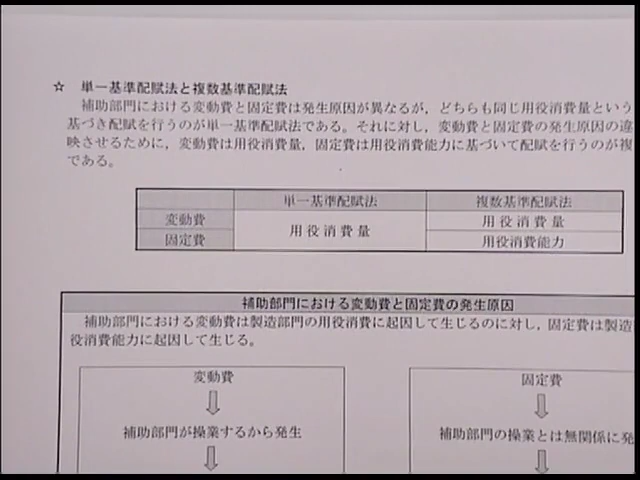 ☆ 単一基準配賦法と複数基準配賦法
補助部門における変動費と固定費は発生原因が異なるが，どちらも同じ用役消費量という
基づき配賦を行うのが単一基準配賦法である。それに対し，変動費と固定費の発生原因の違
映させるために，変動費は用役消費量，固定費は用役消費能力に基づいて配賦を行うのが複
である。
単一基準配賦法 複数基準配賦法
変動費 用役消費量 用役消費量
固定費 用役消費能力
補助部門における変動費と固定費の発生原因
補助部門における変動費は製造部門の用役消費に起因して生じるのに対し，固定費は製造
役消費能力に起因して生じる。
変動費 固定費
補助部門が操業するから発生 補助部門の操業とは無関係に発